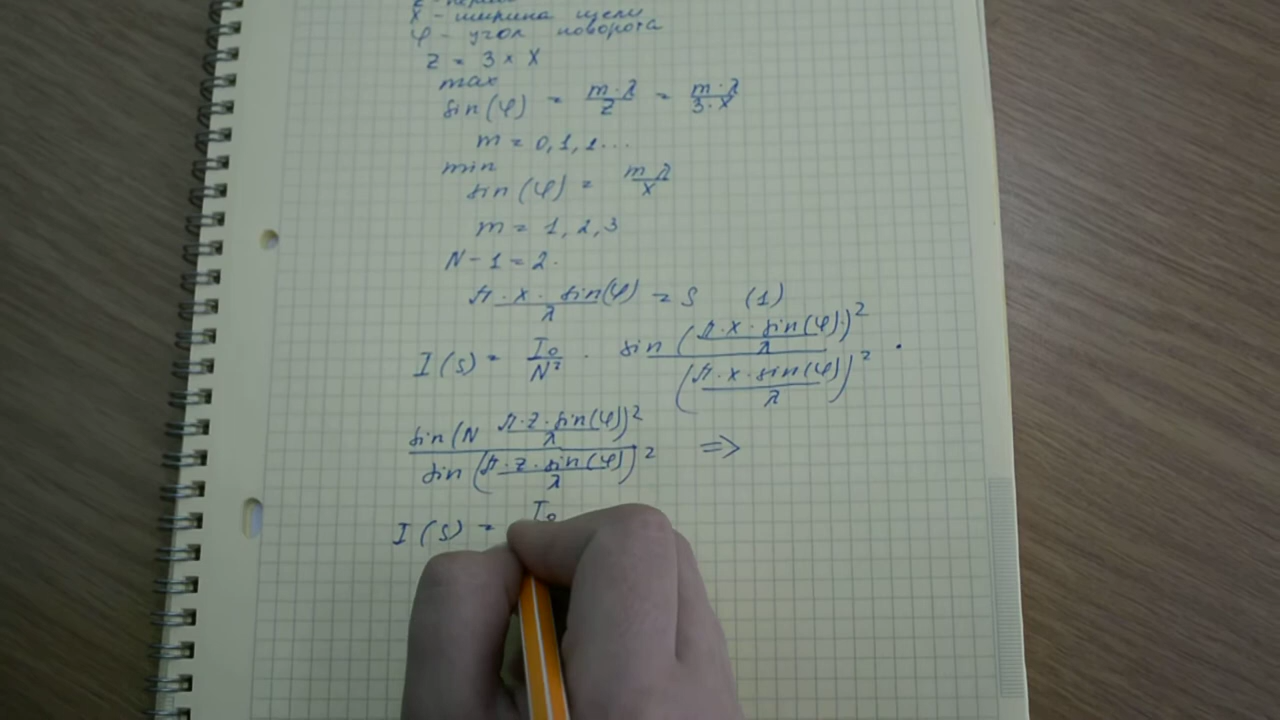 X - ширина щели
φ - угол поворота
Z = 3 × X
max
sin(φ) = m·λ/Z = m·λ/3·X
m = 0,1,2...
min
sin(φ) = m λ/X
m = 1, 2, 3
N - 1 = 2.
π·X·sin(φ)/λ = S (1)
I(S) = I₀/N² · sin(π·X·sin(φ)·/λ)²/(π·X·sin(φ)/λ)² ·
sin(N π·Z·sin(φ)/λ)²/sin(π·Z·sin(φ)/λ)² =>
I(S) = I₀